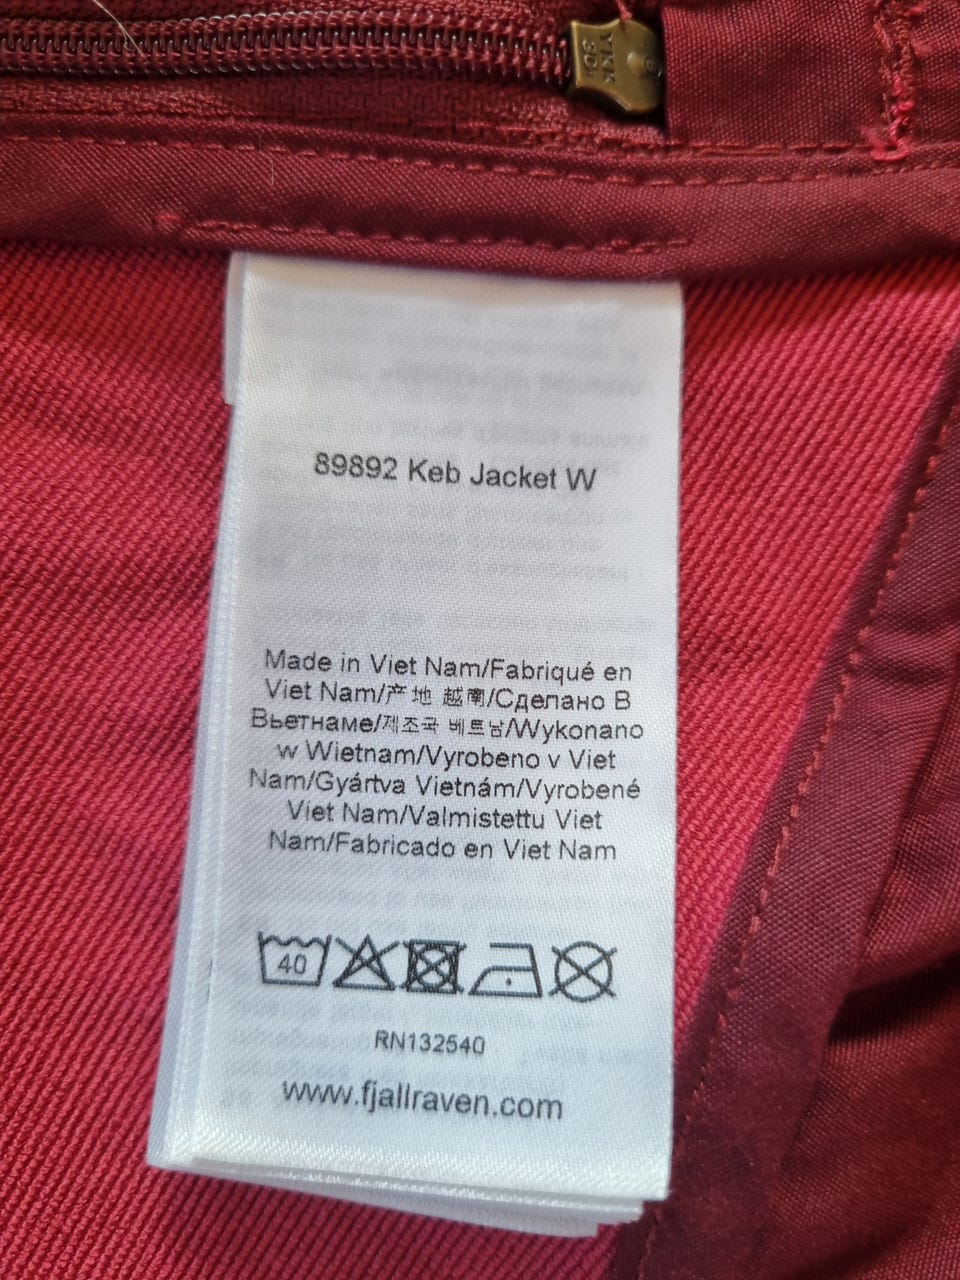 YKK
89892 Keb Jacket W
Made in Viet Nam/Fabriqué en
Viet Nam/产地 越南/Сделано В
Вьетнаме/제조국 베트남/Wykonano
w Wietnam/Vyrobeno v Viet
Nam/Gyártva Vietnám/Vyrobené
Viet Nam/Valmistettu Viet
Nam/Fabricado en Viet Nam
40
RN132540
www.fjallraven.com